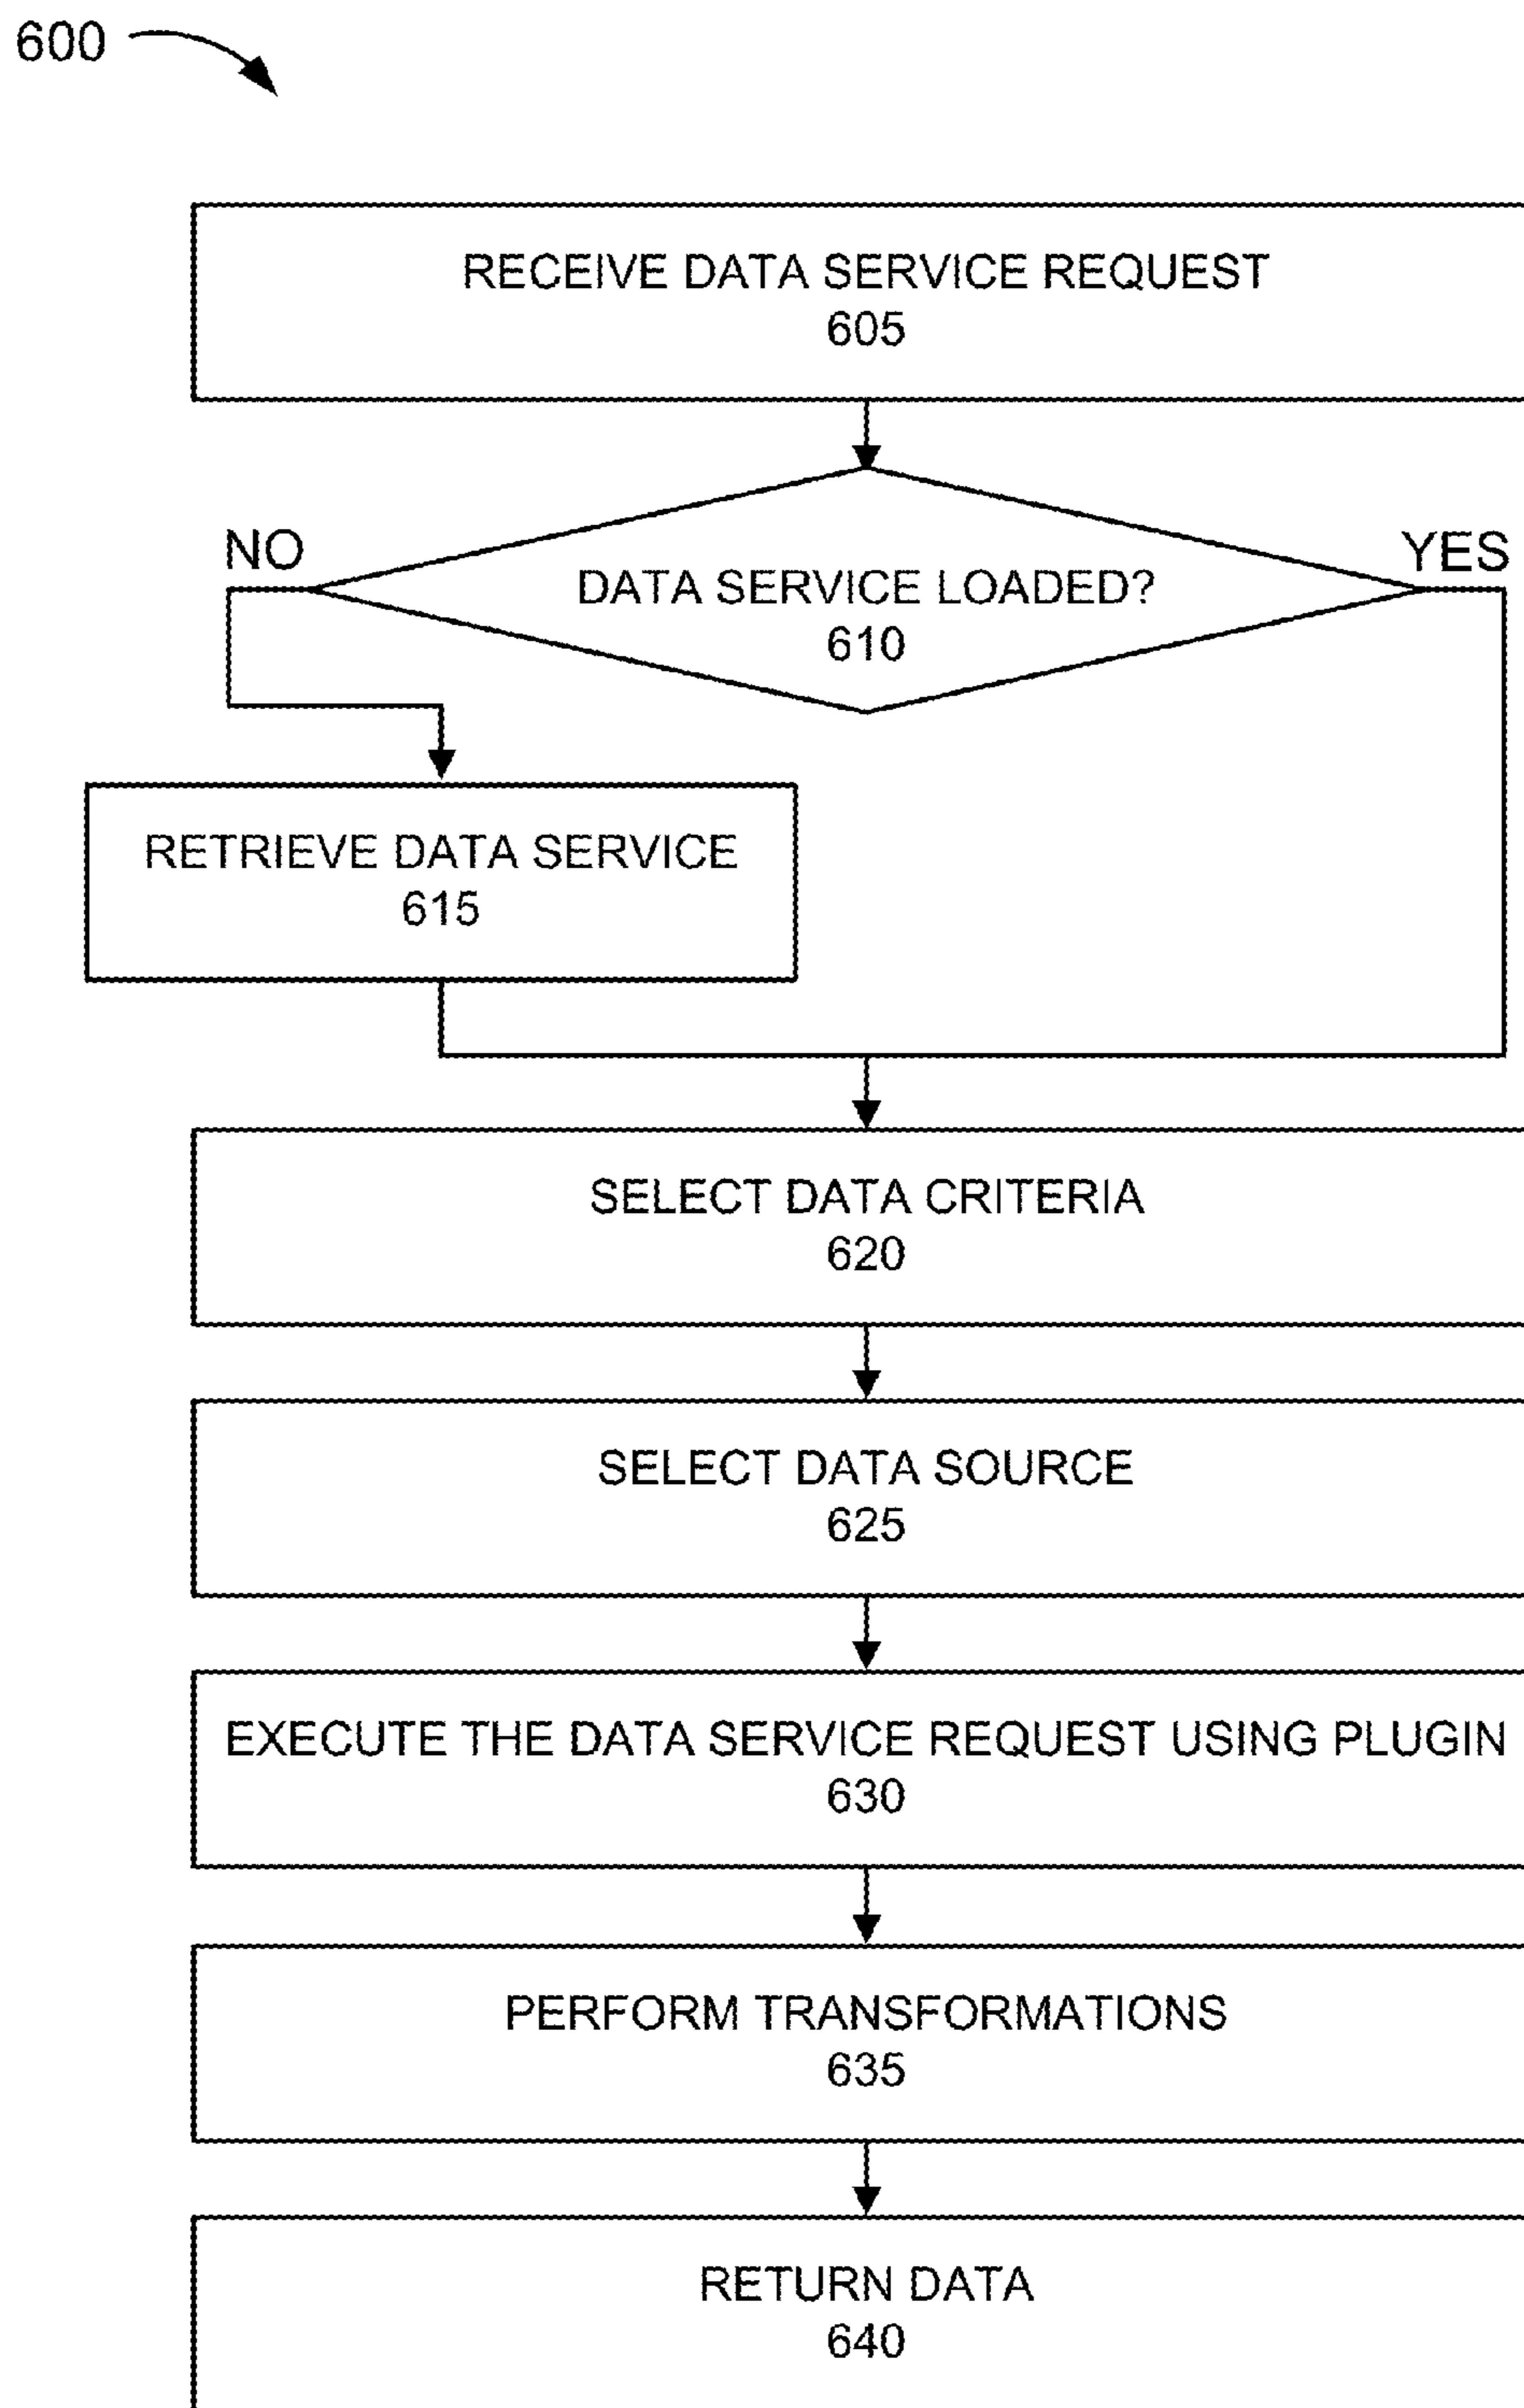 600
RECEIVE DATA SERVICE REQUEST
605
NO
YES
DATA SERVICE LOADED?
610
RETRIEVE DATA SERVICE
615
SELECT DATA CRITERIA
620
SELECT DATA SOURCE
625
EXECUTE THE DATA SERVICE REQUEST USING PLUGIN
630
PERFORM TRANSFORMATIONS
635
RETURN DATA
640